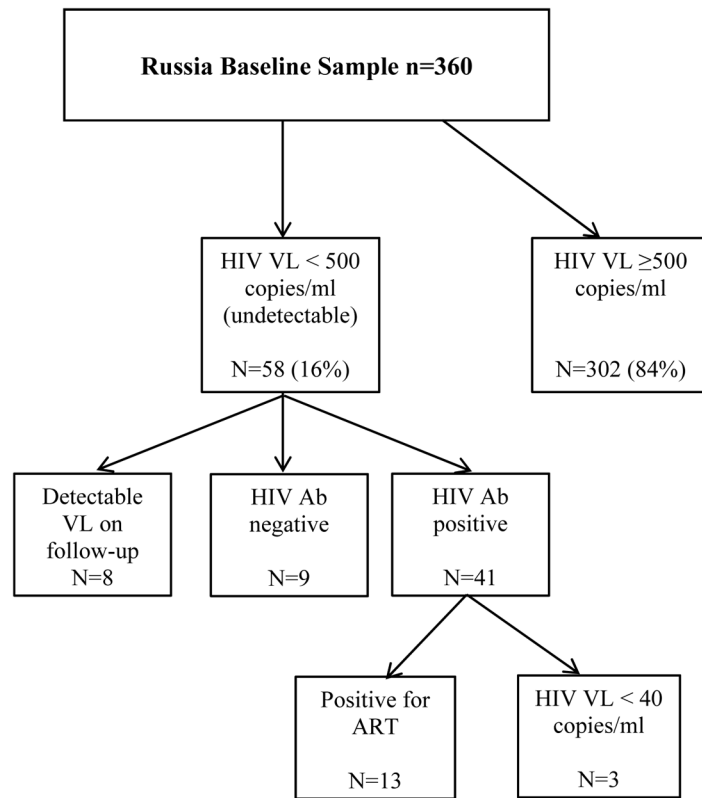 Russia Baseline Sample n=360
HIV VL < 500
copies/ml
(undetectable)
N=58 (16%)
HIV VL ≥500
copies/ml
N=302 (84%)
Detectable
VL on
follow-up
N=8
HIV Ab
negative
N=9
HIV Ab
positive
N=41
Positive for
ART
N=13
HIV VL < 40
copies/ml
N=3